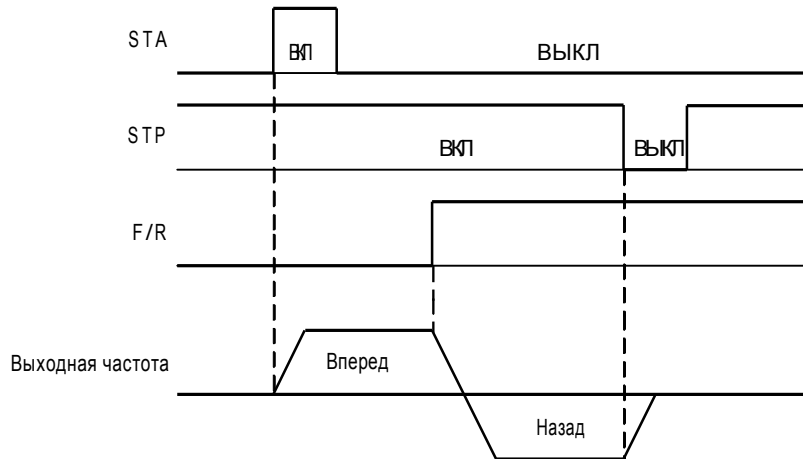 STA
ВКЛ
ВЫКЛ
STP
ВКЛ
ВЫКЛ
F/R
Выходная частота
Вперед
Назад